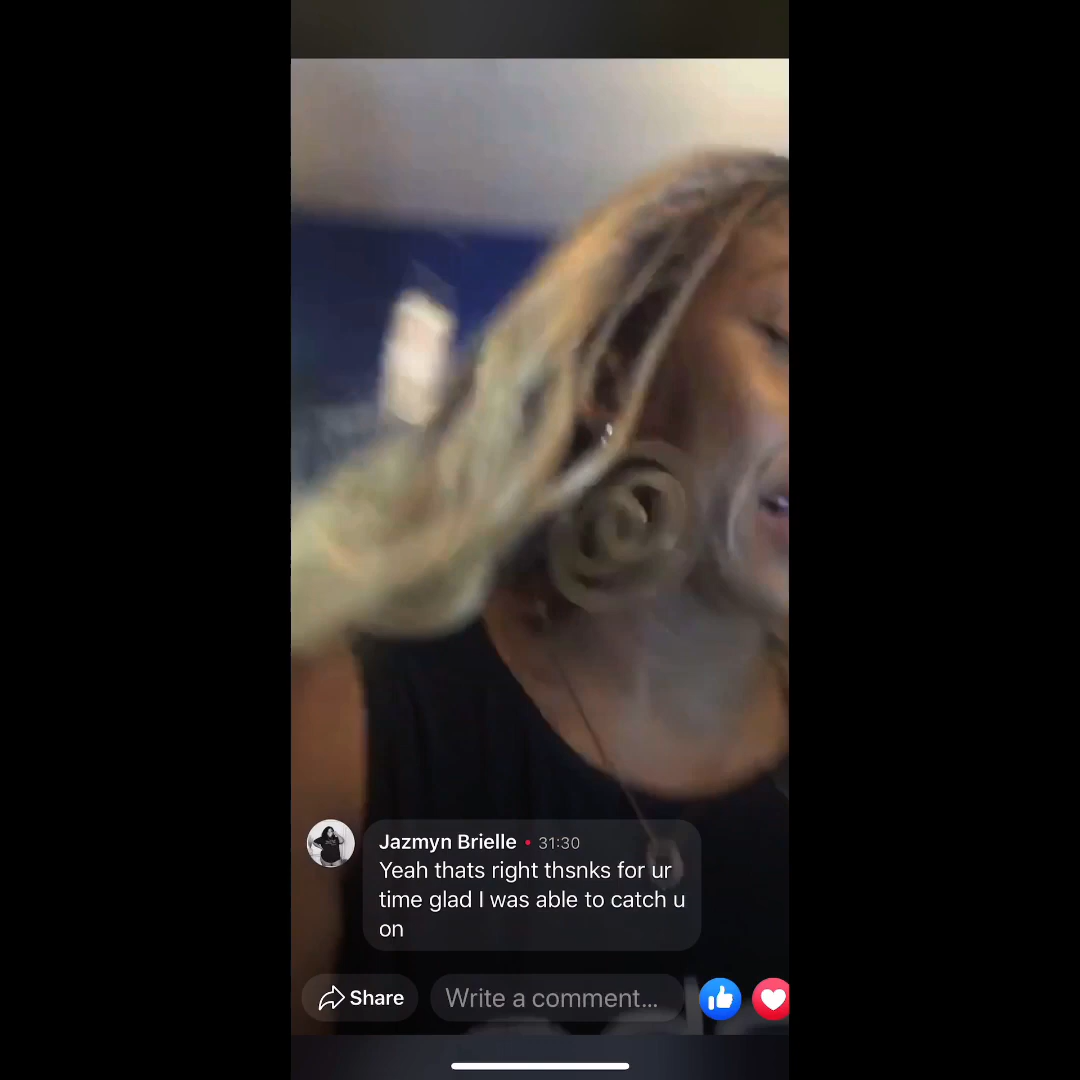 Jazmyn Brielle • 31:30
Yeah thats right thsnks for ur
time glad I was able to catch u
on
Share
Write a comment...